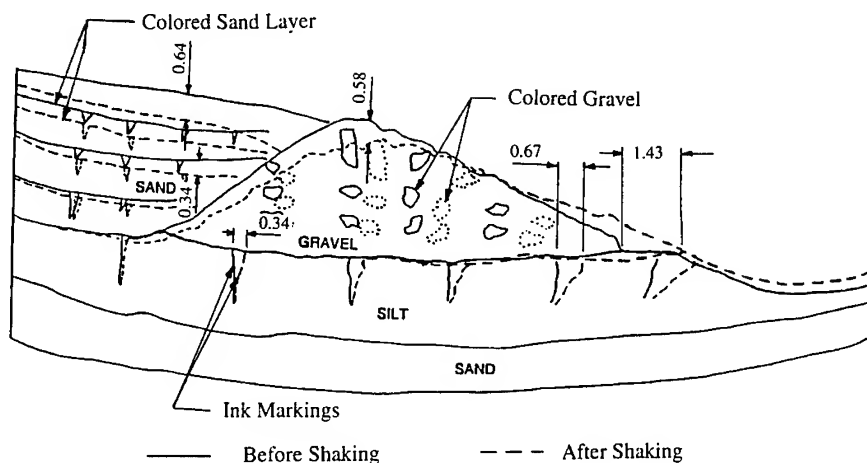 Colored Sand Layer
0.64
0.58
Colored Gravel
0.67
1.43
SAND
0.34
0.34
GRAVEL
SILT
SAND
Ink Markings
Before Shaking
After Shaking